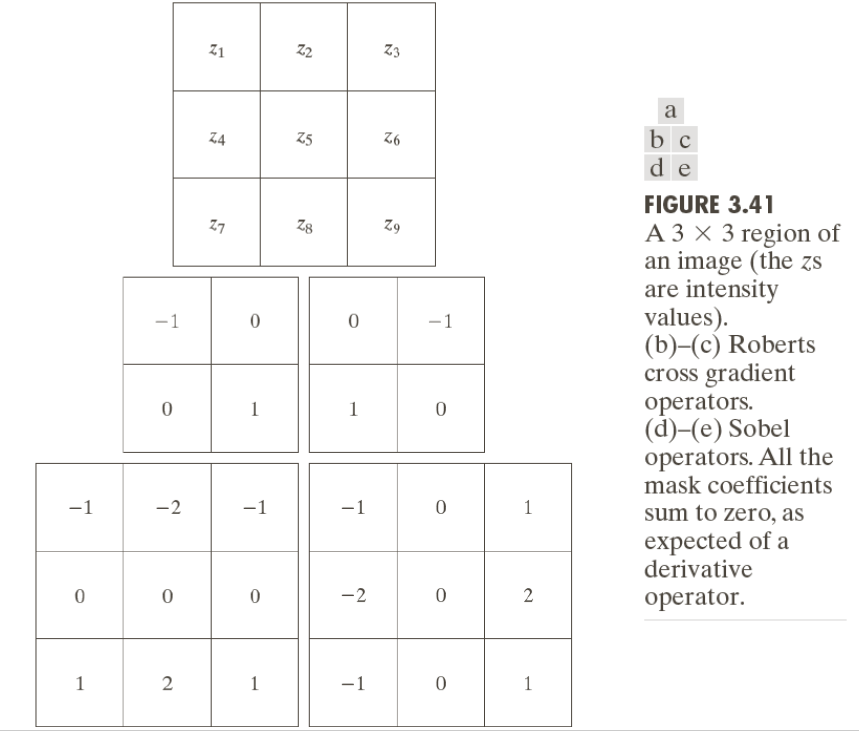 z1 z2 z3
z4 z5 z6
z7 z8 z9
−1 0 0 −1
0 1 1 0
−1 −2 −1 −1 0 1
0 0 0 −2 0 2
1 2 1 −1 0 1
a
b c
d e
FIGURE 3.41
A 3 × 3 region of
an image (the zs
are intensity
values).
(b)–(c) Roberts
cross gradient
operators.
(d)–(e) Sobel
operators. All the
mask coefficients
sum to zero, as
expected of a
derivative
operator.